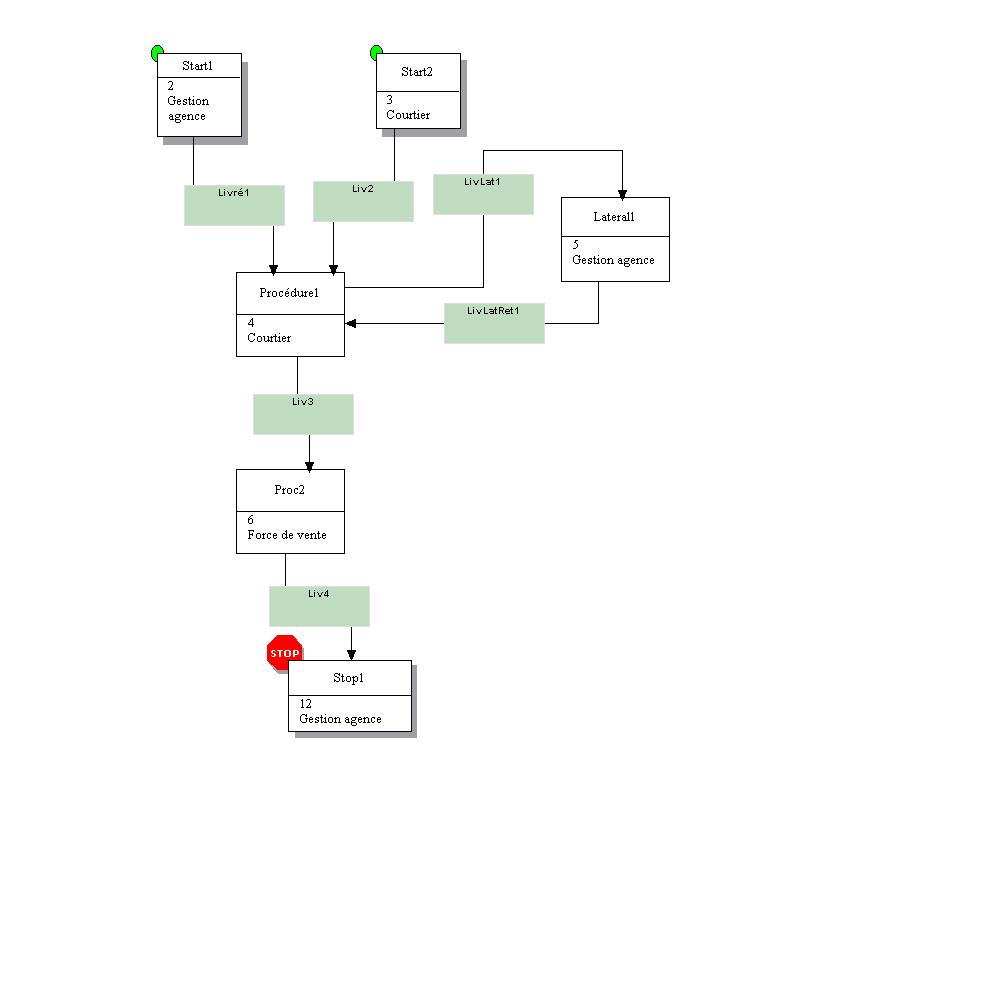 Start1
2
Gestion
agence
Start2
3
Courtier
Livré1
Liv2
LivLat1
Lateral1
5
Gestion agence
Procédure1
4
Courtier
LivLatRet1
Liv3
Proc2
6
Force de vente
Liv4
STOP
Stop1
12
Gestion agence